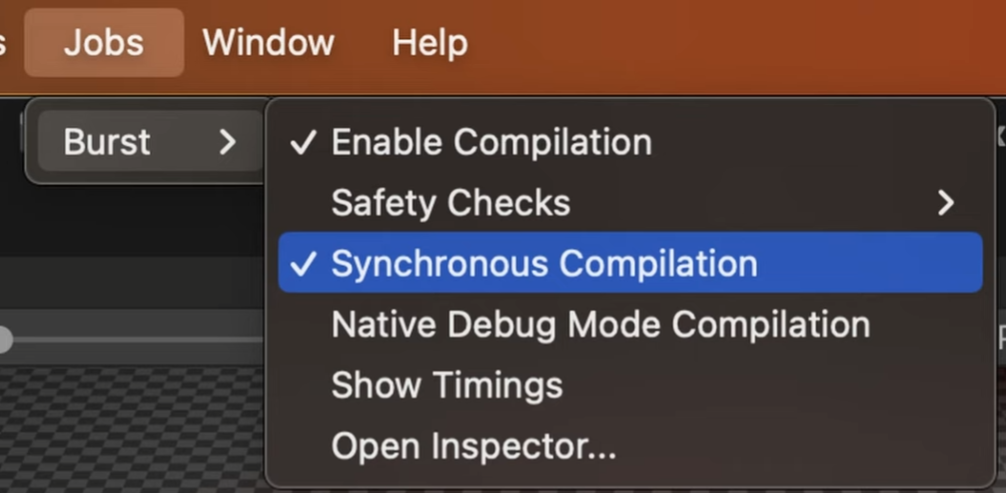 Jobs Window Help
Burst
Enable Compilation
Safety Checks
Synchronous Compilation
Native Debug Mode Compilation
Show Timings
Open Inspector...